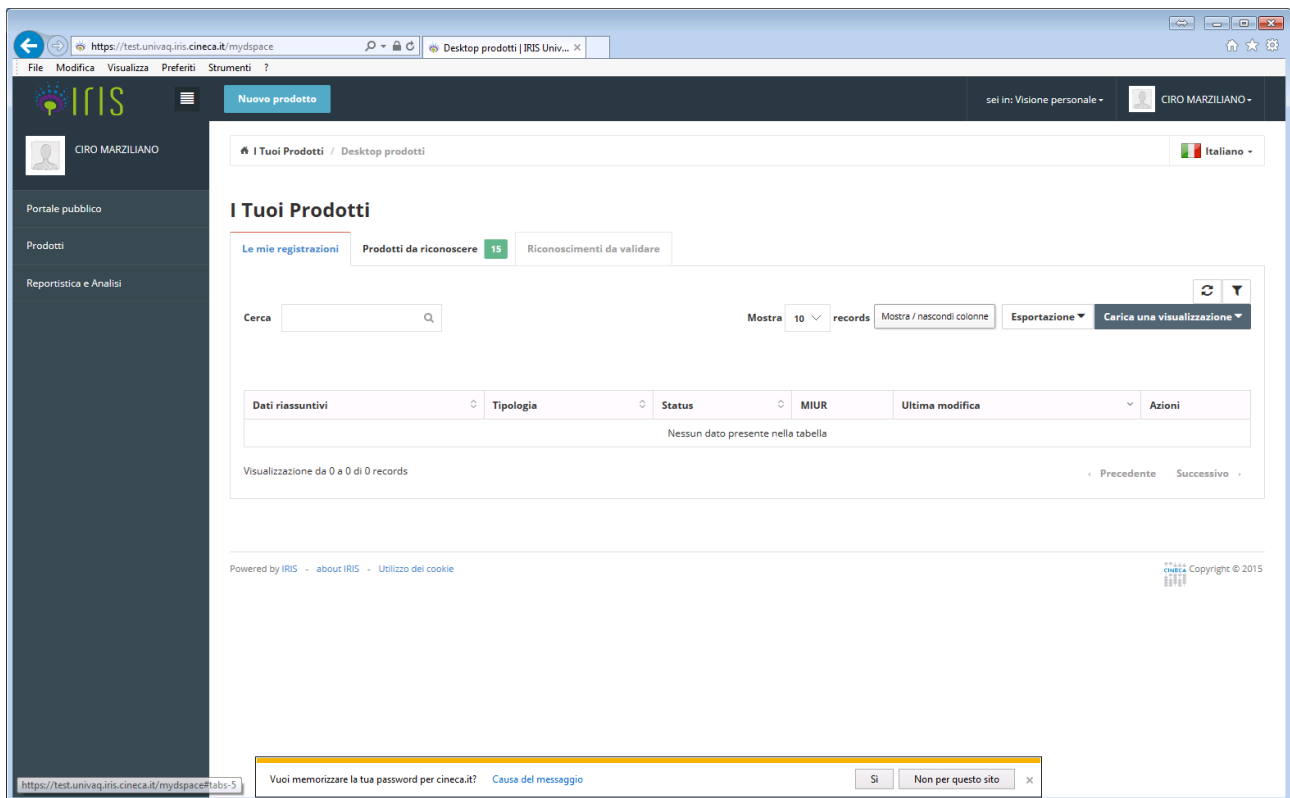 https://test.univaq.iris.cineca.it/mydspace
Desktop prodotti | IRIS Univ...
File Modifica Visualizza Preferiti Strumenti ?
IRIS
Nuovo prodotto
sei in: Visione personale
CIRO MARZILIANO
CIRO MARZILIANO
I Tuoi Prodotti / Desktop prodotti
Italiano
Portale pubblico
Prodotti
Reportistica e Analisi
I Tuoi Prodotti
Le mie registrazioni Prodotti da riconoscere 15 Riconoscimenti da validare
Cerca
Mostra 10 records Mostra / nascondi colonne Esportazione Carica una visualizzazione
Dati riassuntivi Tipologia Status MIUR Ultima modifica Azioni
Nessun dato presente nella tabella
Visualizzazione da 0 a 0 di 0 records
‹ Precedente Successivo ›
Powered by IRIS - about IRIS - Utilizzo dei cookie
CINECA Copyright © 2015
Vuoi memorizzare la tua password per cineca.it? Causa del messaggio Sì Non per questo sito ×
https://test.univaq.iris.cineca.it/mydspace#tabs-5